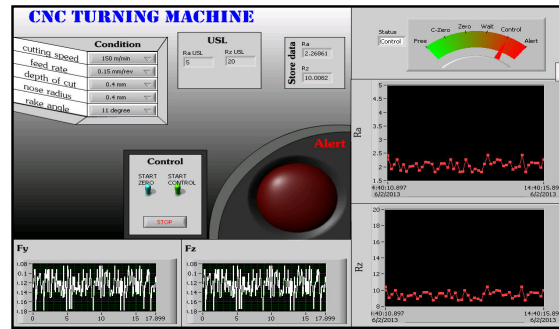 CNC TURNING MACHINE
Condition
cutting speed 150 m/min
feed rate 0.15 mm/rev
depth of cut 0.4 mm
nose radius 0.4 mm
rake angle 11 degree
USL
Ra USL Rz USL
5 20
Store data
Ra
2.26861
Rz
10.0082
Status
Control
Free C-Zero Zero Wait Control Alert
Alert
Control
START ZERO START CONTROL
STOP
Ra
5
4.5
4
3.5
3
2.5
2
1.5
4:40:10.897 14:40:15.89
6/2/2013 6/2/2013
Rz
20
18
16
14
12
10
8
4:40:10.897 14:40:15.89
6/2/2013 6/2/2013
Fy
0 5 10 15 17.899
Fz
0 5 10 15 17.899